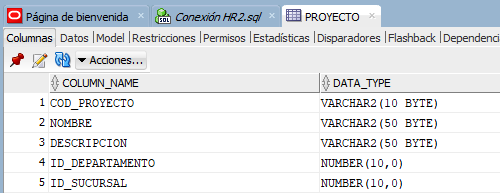 Página de bienvenida Conexión HR2.sql PROYECTO
Columnas Datos Model Restricciones Permisos Estadísticas Disparadores Flashback Dependenci
Acciones...
COLUMN_NAME DATA_TYPE
1 COD_PROYECTO VARCHAR2(10 BYTE)
2 NOMBRE VARCHAR2(50 BYTE)
3 DESCRIPCION VARCHAR2(50 BYTE)
4 ID_DEPARTAMENTO NUMBER(10,0)
5 ID_SUCURSAL NUMBER(10,0)